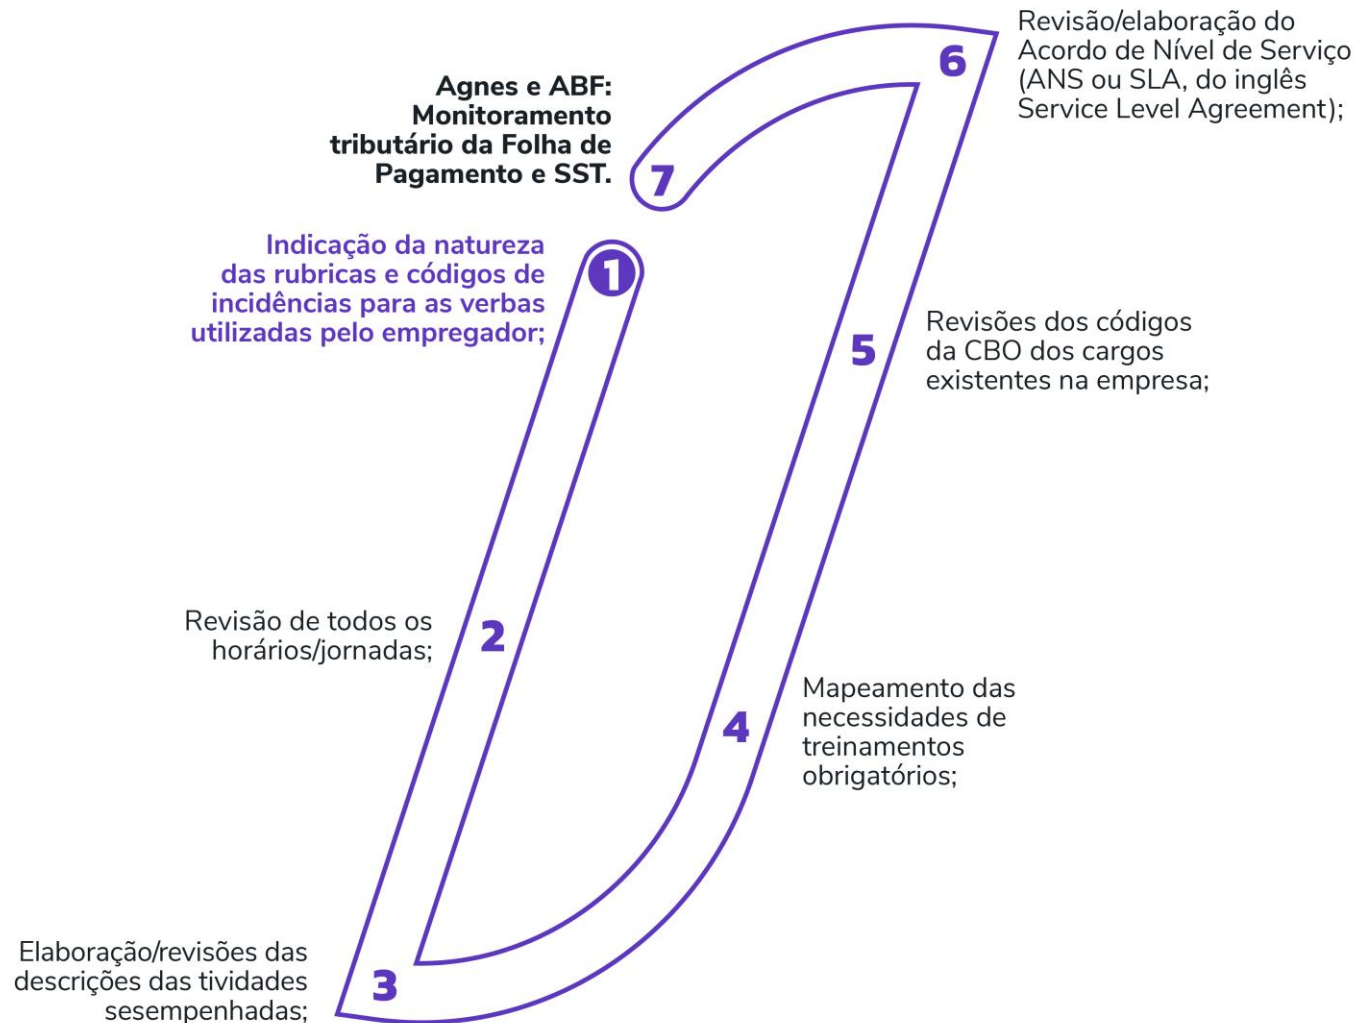 1
Indicação da natureza
das rubricas e códigos de
incidências para as verbas
utilizadas pelo empregador;
2
Revisão de todos os
horários/jornadas;
3
Elaboração/revisões das
descrições das tividades
sesempenhadas;
4
Mapeamento das
necessidades de
treinamentos
obrigatórios;
5
Revisões dos códigos
da CBO dos cargos
existentes na empresa;
6
Revisão/elaboração do
Acordo de Nível de Serviço
(ANS ou SLA, do inglês
Service Level Agreement);
7
Agnes e ABF:
Monitoramento
tributário da Folha de
Pagamento e SST.